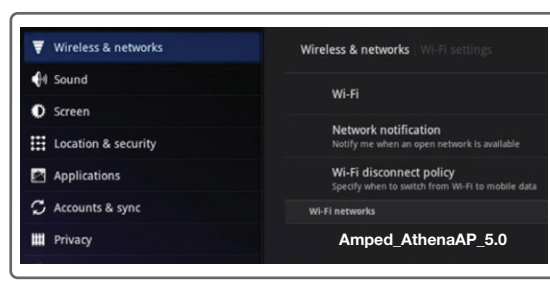 Wireless & networks
Sound
Screen
Location & security
Applications
Accounts & sync
Privacy
Wireless & networks Wi-Fi settings
Wi-Fi
Network notification
Notify me when an open network is available
Wi-Fi disconnect policy
Specify when to switch from Wi-Fi to mobile data
Wi-Fi networks
Amped_AthenaAP_5.0